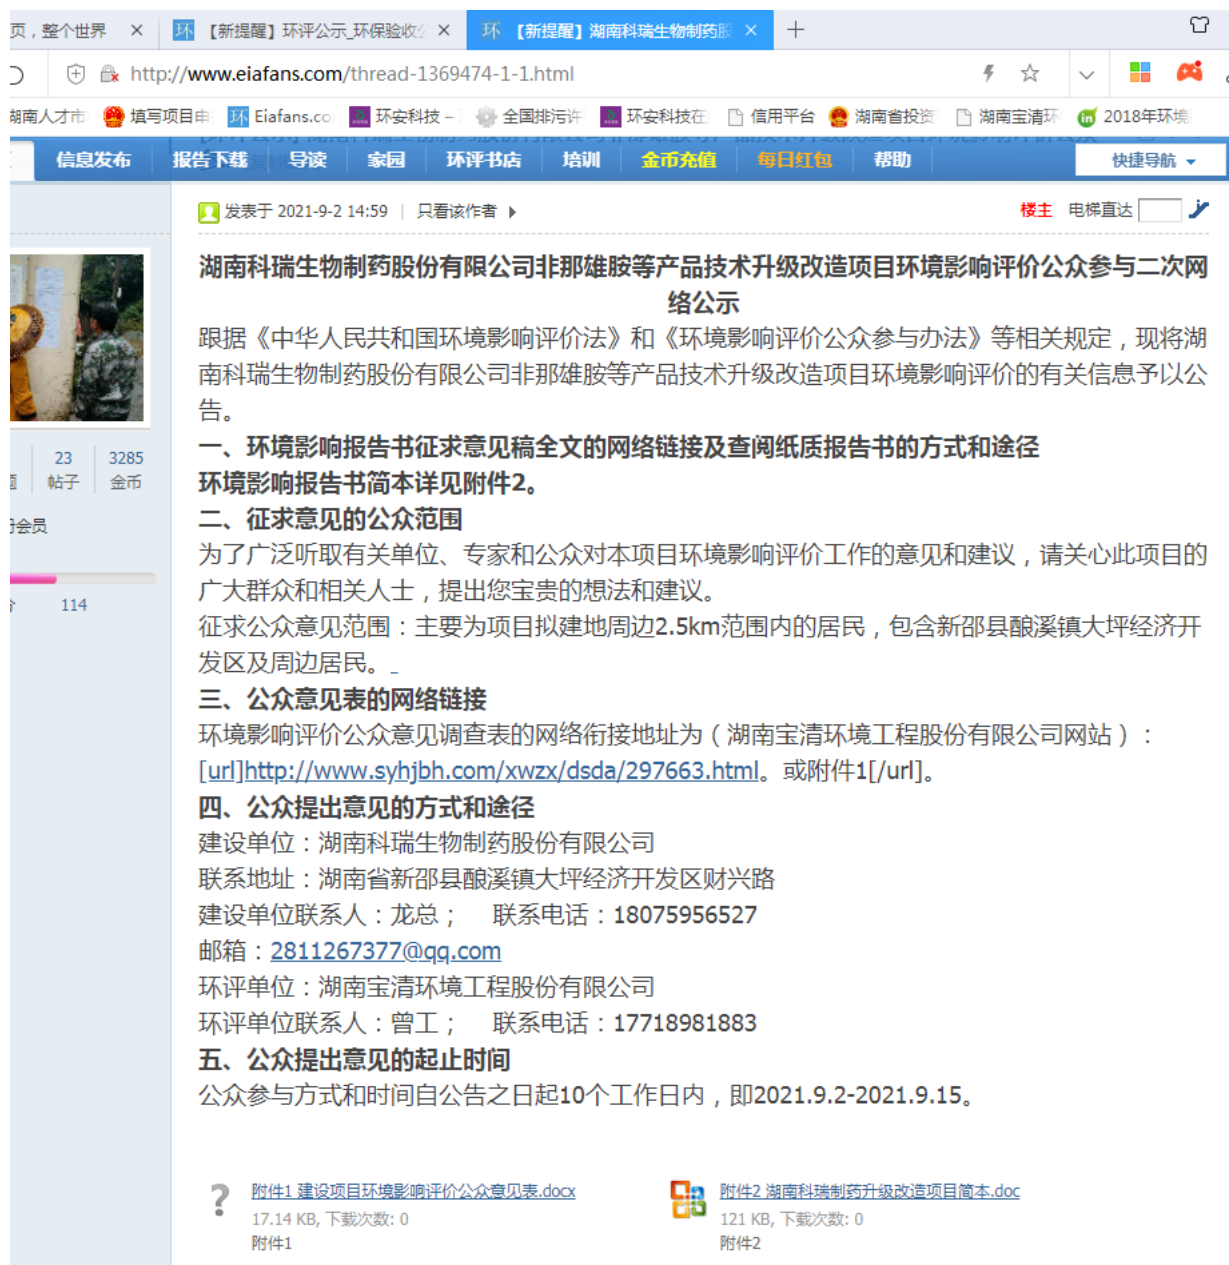 页，整个世界 ×
环 【新提醒】环评公示_环保验收公 ×
环 【新提醒】湖南科瑞生物制药股 ×
http://www.eiafans.com/thread-1369474-1-1.html
湖南人才市 填写项目申 环 Eiafans.co 环安科技 – 全国排污许 环安科技在 信用平台 湖南省投资 湖南宝清环 2018年环境
信息发布 报告下载 导读 家园 环评书店 培训 金币充值 每日红包 帮助 快捷导航
发表于 2021-9-2 14:59 | 只看该作者 楼主 电梯直达
湖南科瑞生物制药股份有限公司非那雄胺等产品技术升级改造项目环境影响评价公众参与二次网
络公示
跟据《中华人民共和国环境影响评价法》和《环境影响评价公众参与办法》等相关规定，现将湖
南科瑞生物制药股份有限公司非那雄胺等产品技术升级改造项目环境影响评价的有关信息予以公
告。
一、环境影响报告书征求意见稿全文的网络链接及查阅纸质报告书的方式和途径
23 3285
帖子 金币
环境影响报告书简本详见附件2。
二、征求意见的公众范围
会员
为了广泛听取有关单位、专家和公众对本项目环境影响评价工作的意见和建议，请关心此项目的
广大群众和相关人士，提出您宝贵的想法和建议。
114
征求公众意见范围：主要为项目拟建地周边2.5km范围内的居民，包含新邵县酿溪镇大坪经济开
发区及周边居民。
三、公众意见表的网络链接
环境影响评价公众意见调查表的网络衔接地址为（湖南宝清环境工程股份有限公司网站）：
[url]http://www.syhjbh.com/xwzx/dsda/297663.html。或附件1[/url]。
四、公众提出意见的方式和途径
建设单位：湖南科瑞生物制药股份有限公司
联系地址：湖南省新邵县酿溪镇大坪经济开发区财兴路
建设单位联系人：龙总； 联系电话：18075956527
邮箱：2811267377@qq.com
环评单位：湖南宝清环境工程股份有限公司
环评单位联系人：曾工； 联系电话：17718981883
五、公众提出意见的起止时间
公众参与方式和时间自公告之日起10个工作日内，即2021.9.2-2021.9.15。
附件1 建设项目环境影响评价公众意见表.docx
17.14 KB, 下载次数: 0
附件1
附件2 湖南科瑞制药升级改造项目简本.doc
121 KB, 下载次数: 0
附件2